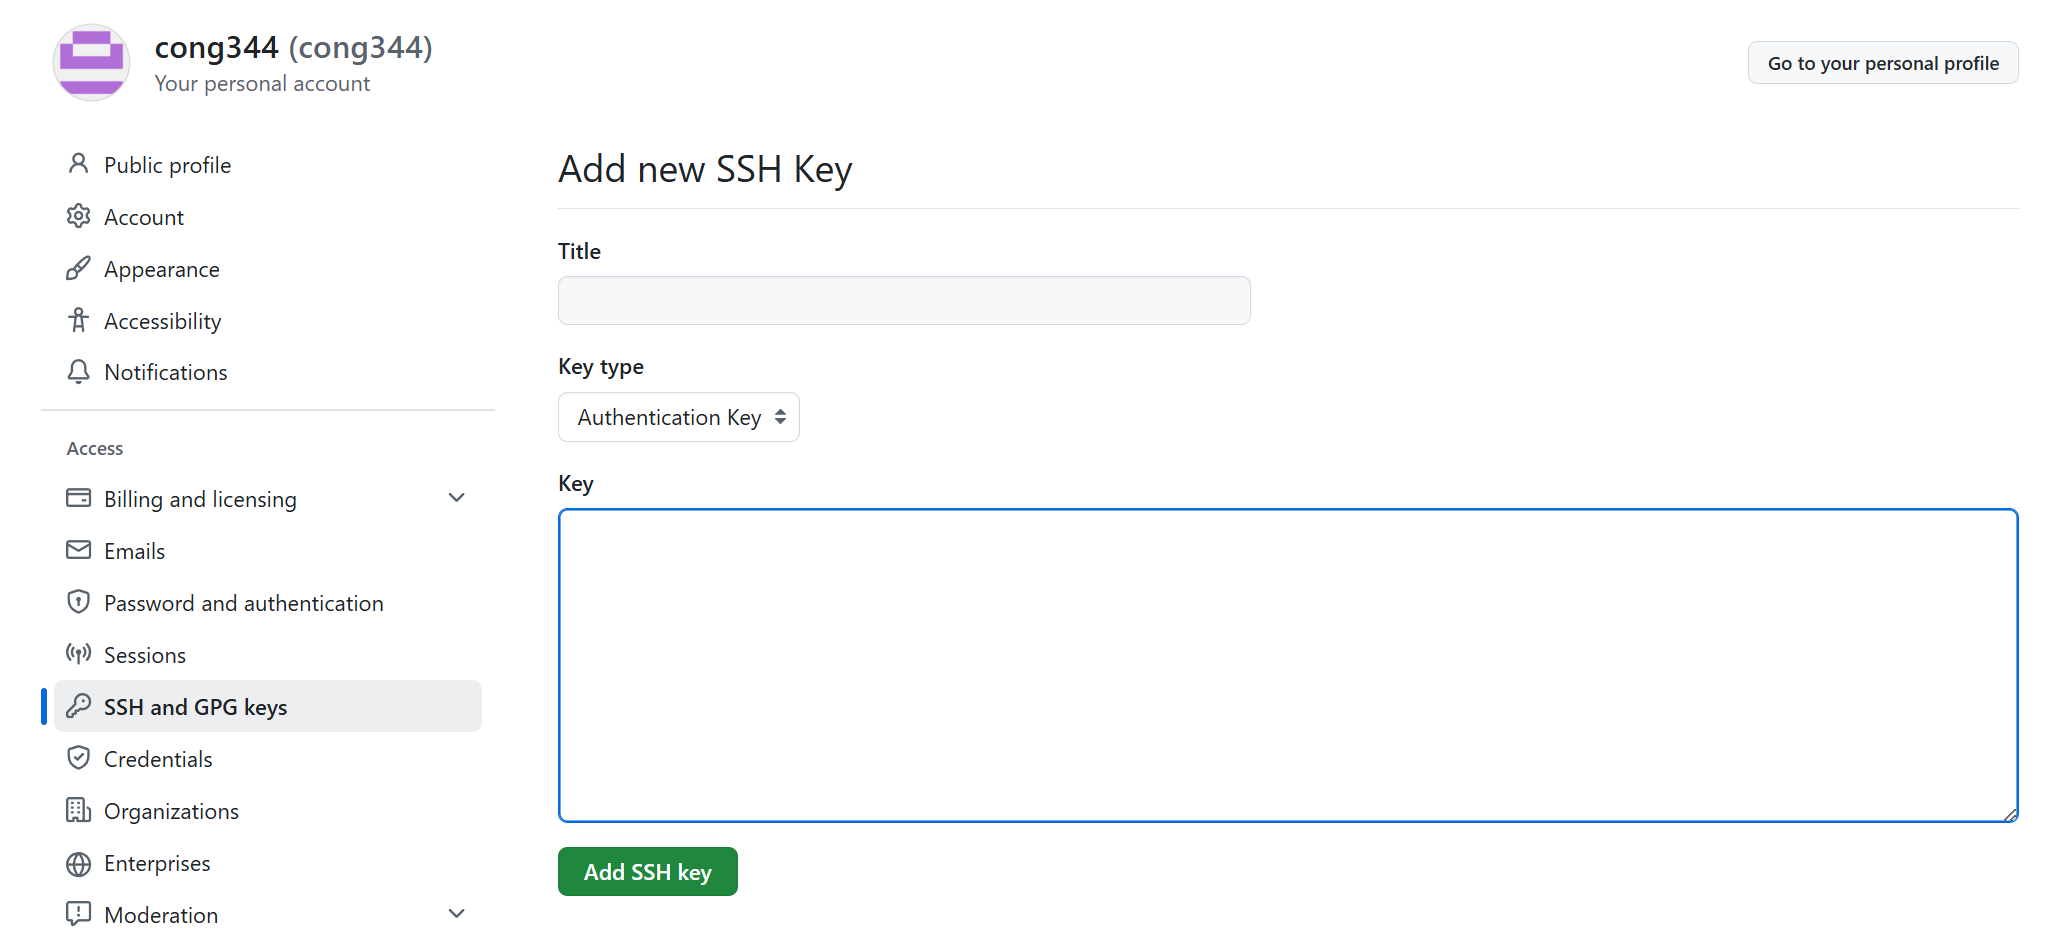 cong344 (cong344)
Your personal account
Go to your personal profile
Public profile
Account
Appearance
Accessibility
Notifications
Access
Billing and licensing
Emails
Password and authentication
Sessions
SSH and GPG keys
Credentials
Organizations
Enterprises
Moderation
Add new SSH Key
Title
Key type
Authentication Key
Key
Add SSH key